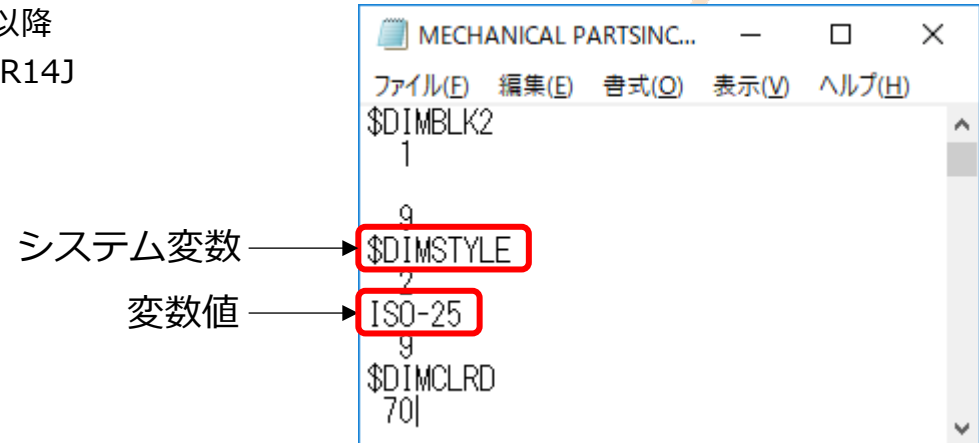 以降
R14J
MECHANICAL PARTSINC...
ファイル(F) 編集(E) 書式(O) 表示(V) ヘルプ(H)
$DIMBLK2
1
9
システム変数
$DIMSTYLE
2
変数値
ISO-25
9
$DIMCLRD
70